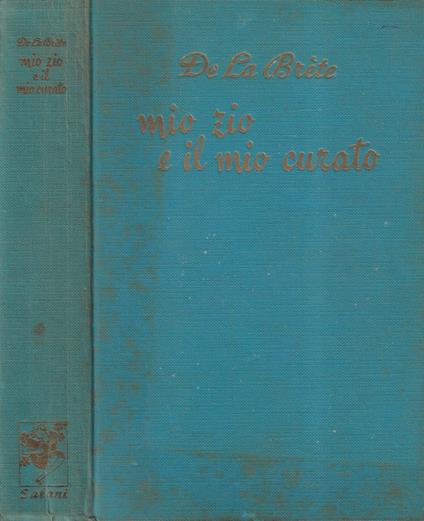 De La Brète
mio zio
e il
mio curato
Salani
De La Brète
mio zio
e il mio curato